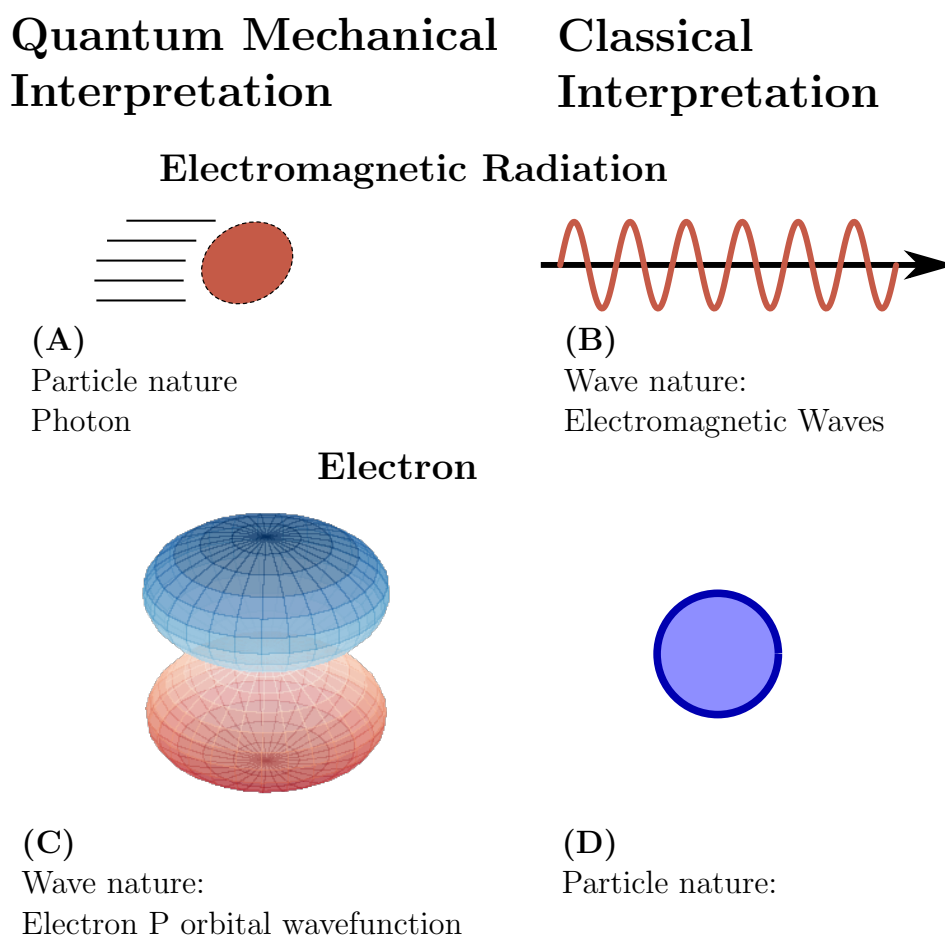 Quantum Mechanical
Interpretation
Classical
Interpretation
Electromagnetic Radiation
(A)
Particle nature
Photon
(B)
Wave nature:
Electromagnetic Waves
Electron
(C)
Wave nature:
Electron P orbital wavefunction
(D)
Particle nature: